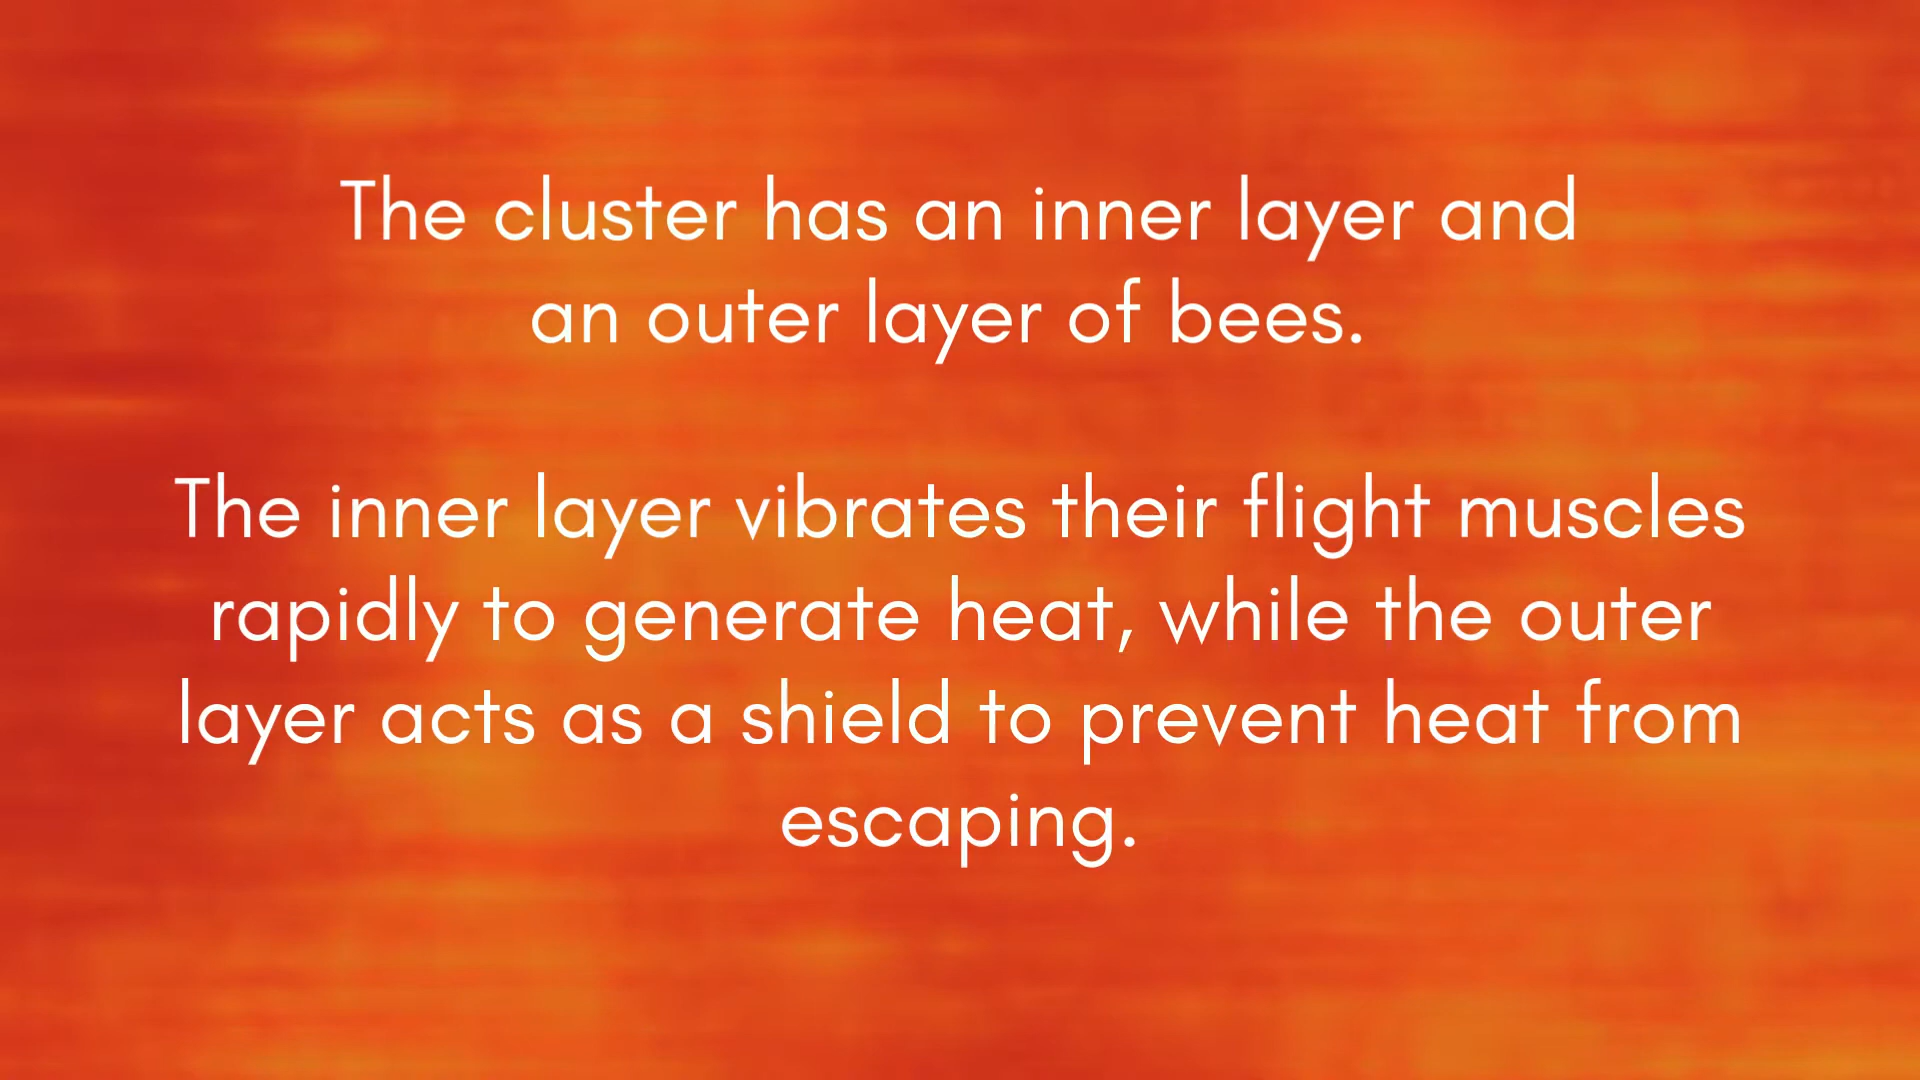 The cluster has an inner layer and
an outer layer of bees.
The inner layer vibrates their flight muscles
rapidly to generate heat, while the outer
layer acts as a shield to prevent heat from
escaping.